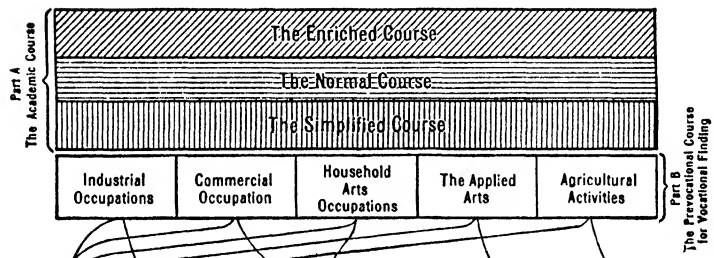 Part A
The Academic Course
The Enriched Course
The Normal Course
The Simplified Course
Industrial
Occupations
Commercial
Occupation
Household
Arts
Occupations
The Applied
Arts
Agricultural
Activities
Part B
The Prevocational Course
for Vocational Finding